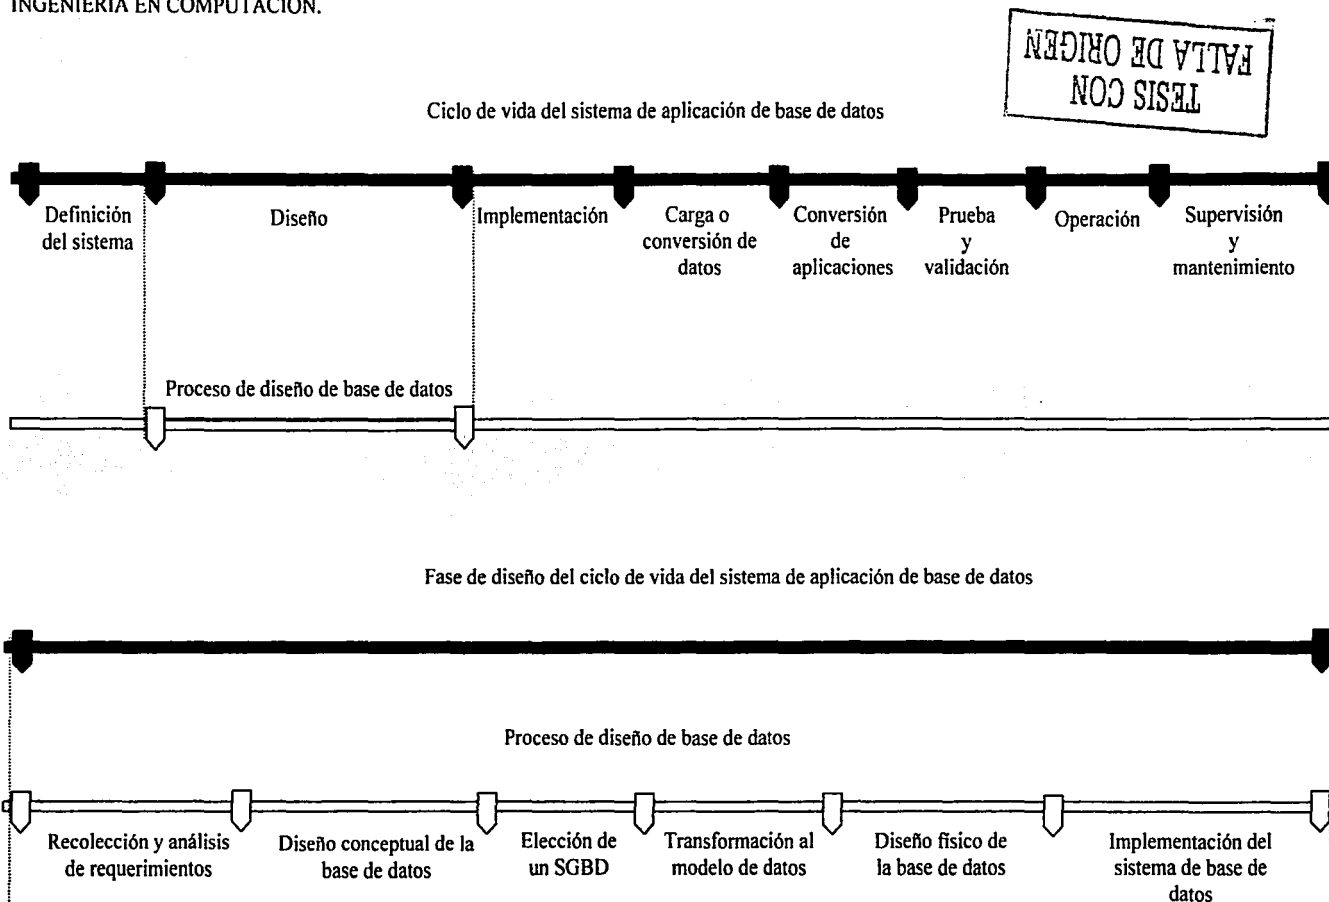 INGENIERÍA EN COMPUTACIÓN.
TESIS CON
FALLA DE ORIGEN
Ciclo de vida del sistema de aplicación de base de datos
Definición
del sistema
Diseño
Implementación
Carga o
conversión de
datos
Conversión
de
aplicaciones
Prueba
y
validación
Operación
Supervisión
y
mantenimiento
Proceso de diseño de base de datos
Fase de diseño del ciclo de vida del sistema de aplicación de base de datos
Proceso de diseño de base de datos
Recolección y análisis
de requerimientos
Diseño conceptual de la
base de datos
Elección de
un SGBD
Transformación al
modelo de datos
Diseño físico de
la base de datos
Implementación del
sistema de base de
datos